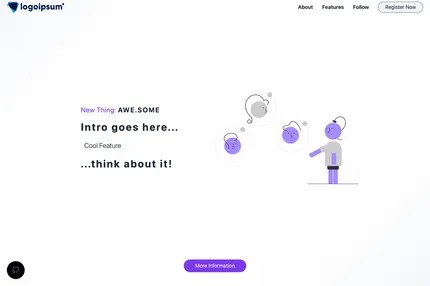 logoipsum
About Features Follow Register Now
New Thing: AWE.SOME
Intro goes here...
Cool Feature
...think about it!
More Information